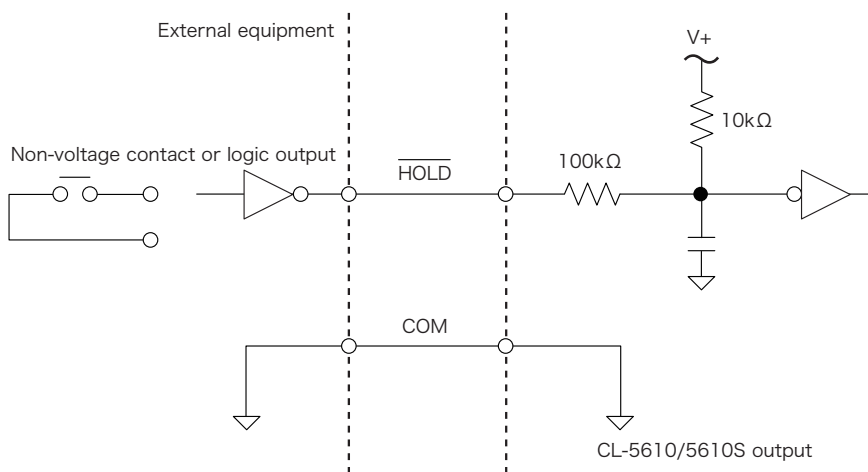 External equipment
V+
10kΩ
Non-voltage contact or logic output
HOLD
100kΩ
COM
CL-5610/5610S output